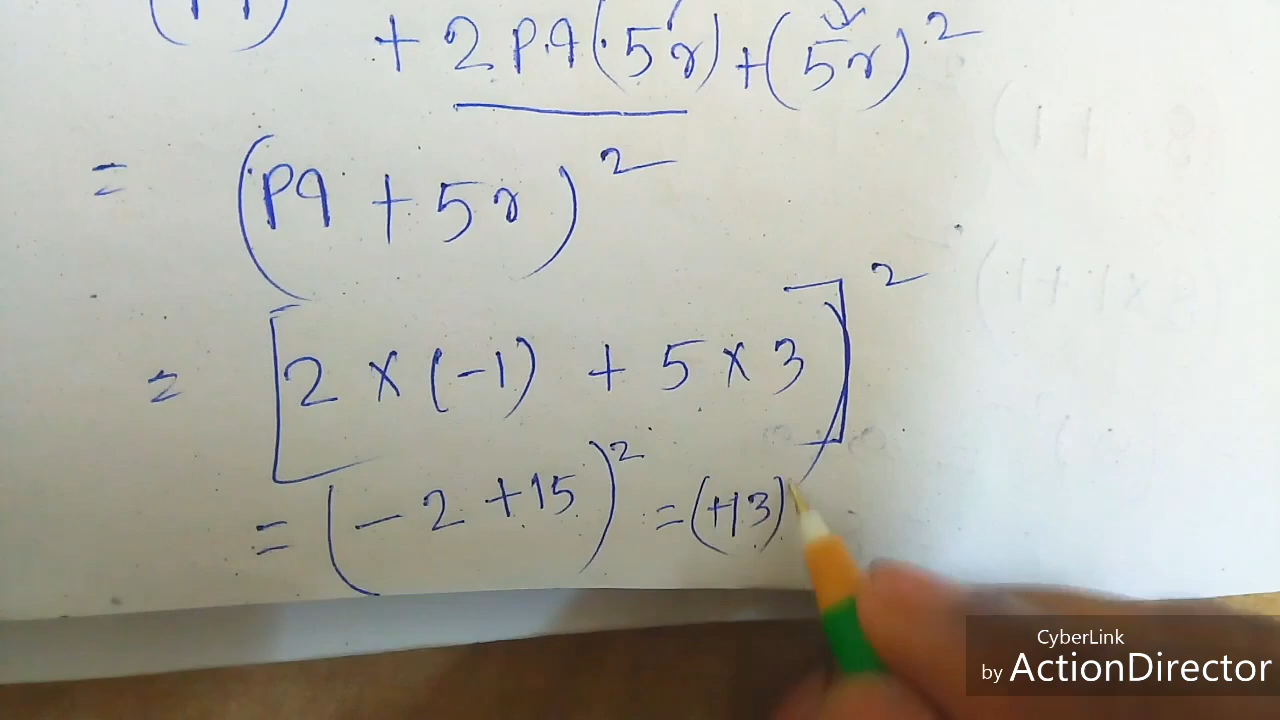 + 2pq(5r) + (5r)²
= (pq + 5r)²
= [2 × (-1) + 5 × 3]²
= (-2 + 15)² = (+13)
CyberLink
by ActionDirector